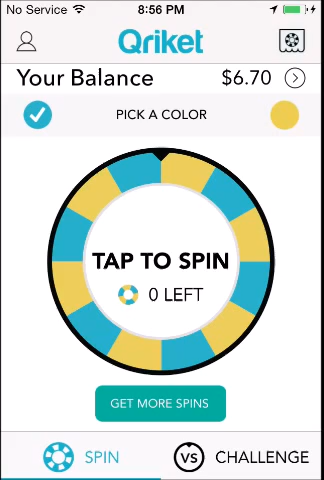 No Service 8:56 PM
Qriket
Your Balance $6.70
PICK A COLOR
TAP TO SPIN
0 LEFT
GET MORE SPINS
SPIN VS CHALLENGE